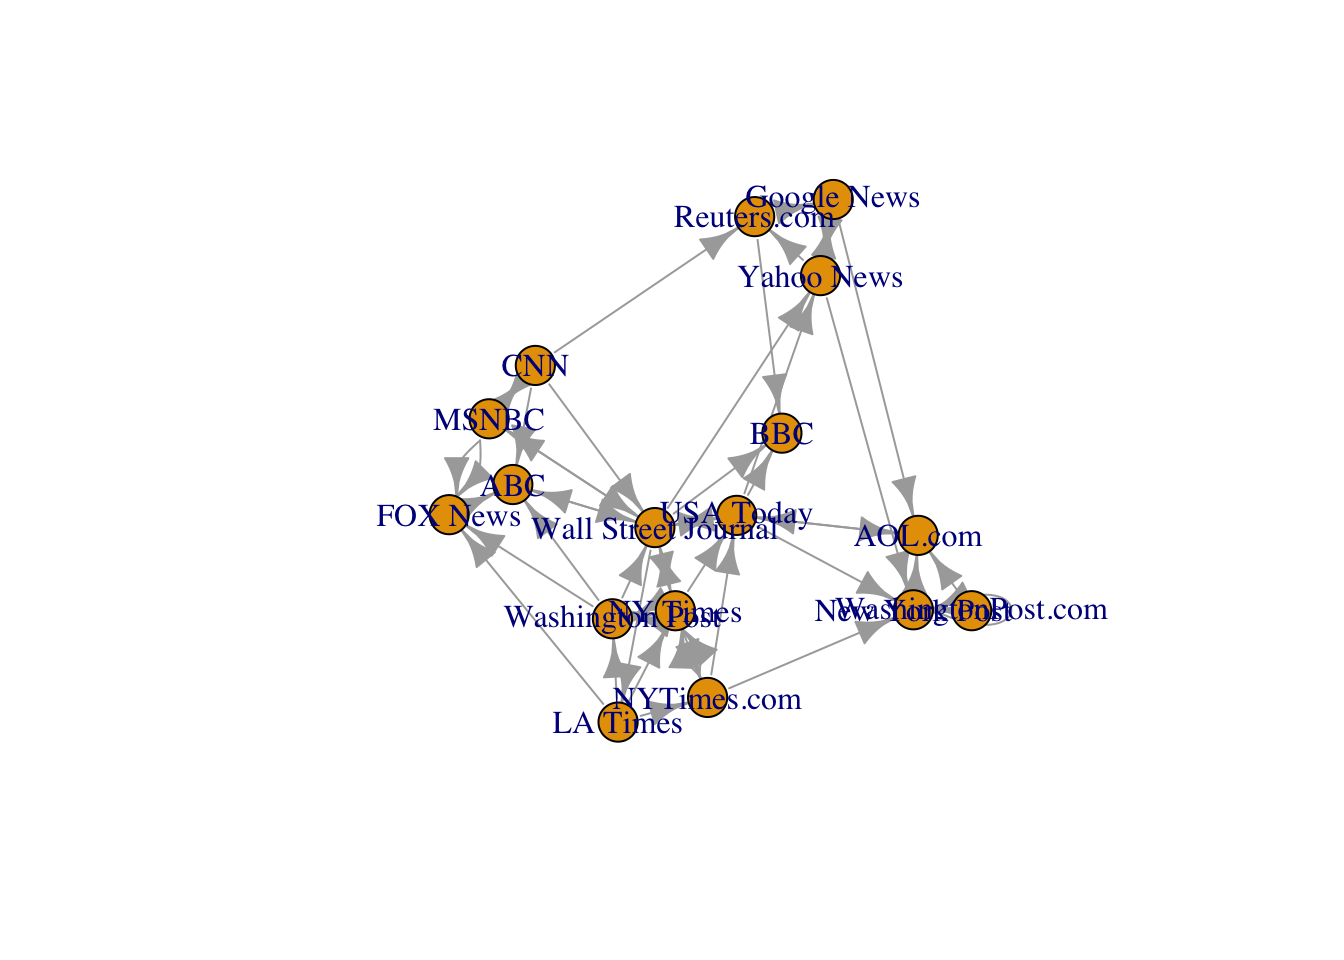 Google News
Reuters.com
Yahoo News
CNN
MSNBC
BBC
ABC
FOX News
USA Today
Wall Street Journal
AOL.com
WashingtonPost.com
New York Post
NY Times
Washington Post
NYTimes.com
LA Times